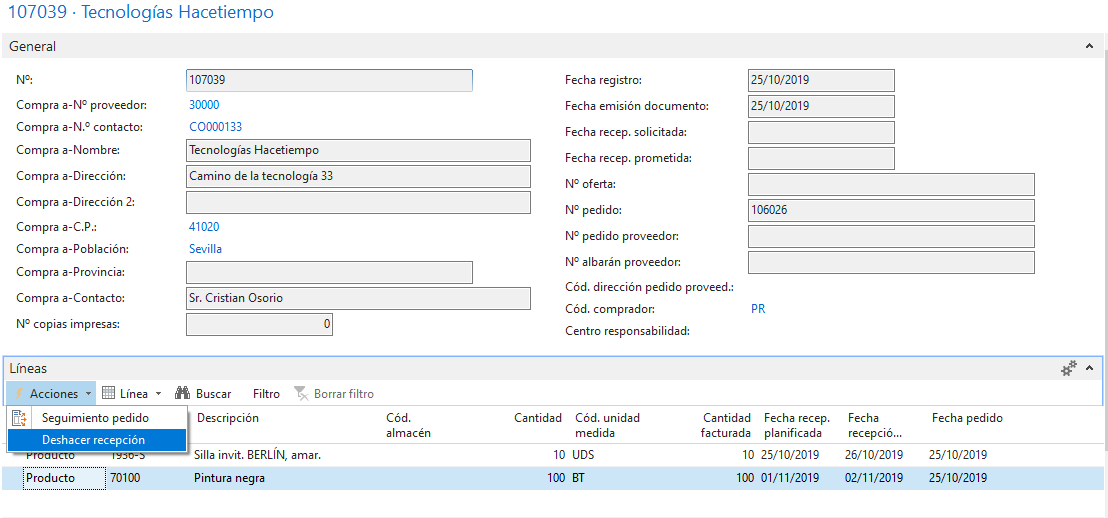 107039 · Tecnologías Hacetiempo
General
Nº: 107039
Compra a-Nº proveedor: 30000
Compra a-N.º contacto: CO000133
Compra a-Nombre: Tecnologías Hacetiempo
Compra a-Dirección: Camino de la tecnología 33
Compra a-Dirección 2:
Compra a-C.P.: 41020
Compra a-Población: Sevilla
Compra a-Provincia:
Compra a-Contacto: Sr. Cristian Osorio
Nº copias impresas: 0
Fecha registro: 25/10/2019
Fecha emisión documento: 25/10/2019
Fecha recep. solicitada:
Fecha recep. prometida:
Nº oferta:
Nº pedido: 106026
Nº pedido proveedor:
Nº albarán proveedor:
Cód. dirección pedido proveed.:
Cód. comprador: PR
Centro responsabilidad:
Líneas
Acciones Línea Buscar Filtro Borrar filtro
Seguimiento pedido
Deshacer recepción
Descripción Cód. almacén Cantidad Cód. unidad medida Cantidad facturada Fecha recep. planificada Fecha recepció... Fecha pedido
Producto 1936-S Silla invit. BERLÍN, amar. 10 UDS 10 25/10/2019 26/10/2019 25/10/2019
Producto 70100 Pintura negra 100 BT 100 01/11/2019 02/11/2019 25/10/2019